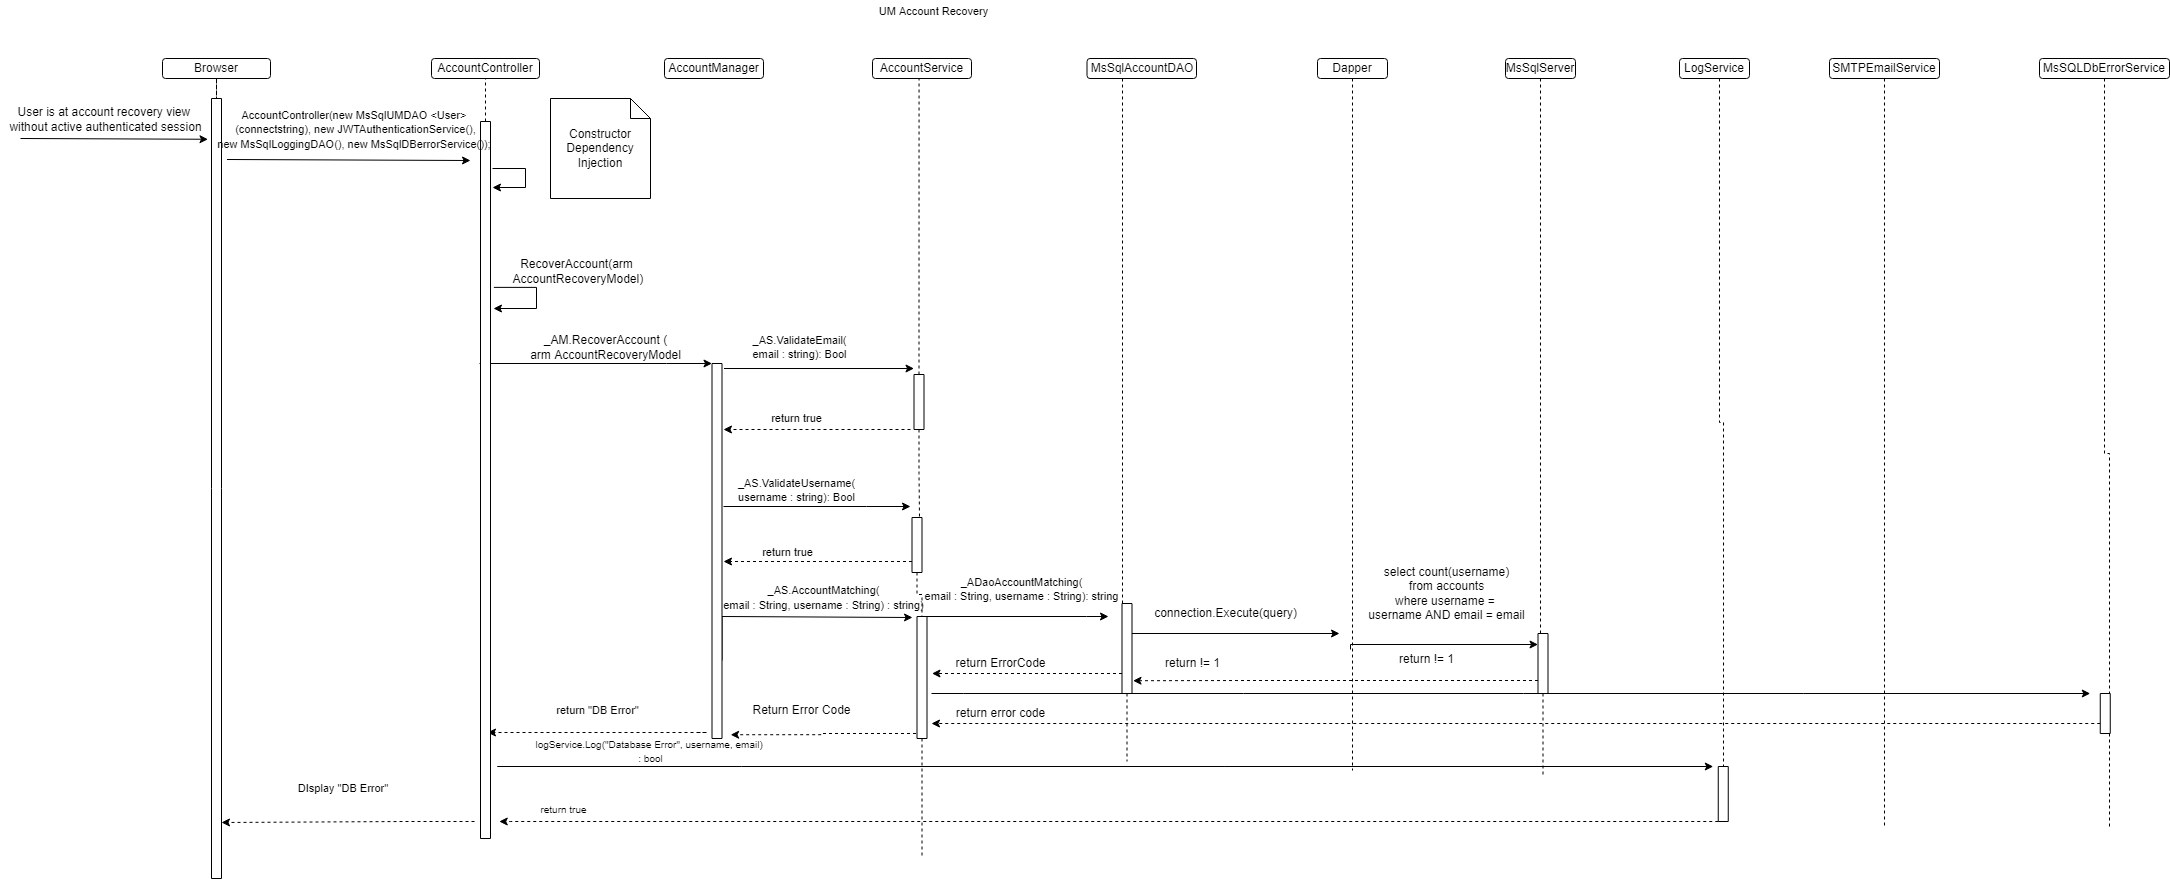 UM Account Recovery
Browser
AccountController
AccountManager
AccountService
MsSqlAccountDAO
Dapper
MsSqlServer
LogService
SMTPEmailService
MsSQLDbErrorService
User is at account recovery view
without active authenticated session
AccountController(new MsSqlUMDAO <User>
(connectstring), new JWTAuthenticationService(),
new MsSqlLoggingDAO(), new MsSqlDBerrorService());
Constructor
Dependency
Injection
RecoverAccount(arm
AccountRecoveryModel)
_AM.RecoverAccount (
arm AccountRecoveryModel
_AS.ValidateEmail(
email : string): Bool
return true
_AS.ValidateUsername(
username : string): Bool
return true
_AS.AccountMatching(
email : String, username : String) : string)
_ADaoAccountMatching(
email : String, username : String): string
connection.Execute(query)
select count(username)
from accounts
where username =
username AND email = email
return ErrorCode
return != 1
return != 1
return "DB Error"
Return Error Code
return error code
logService.Log("Database Error", username, email)
: bool
DIsplay "DB Error"
return true